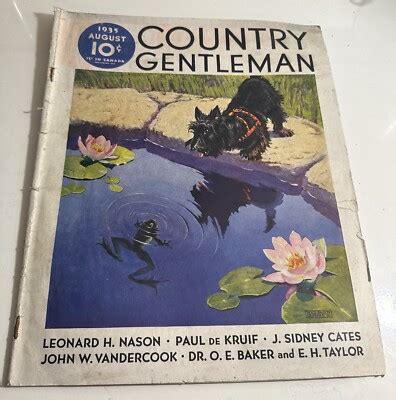 1935
AUGUST
10¢
15¢ IN CANADA
COUNTRY
GENTLEMAN
LEONARD H. NASON · PAUL DE KRUIF · J. SIDNEY CATES
JOHN W. VANDERCOOK · DR. O. E. BAKER and E. H. TAYLOR